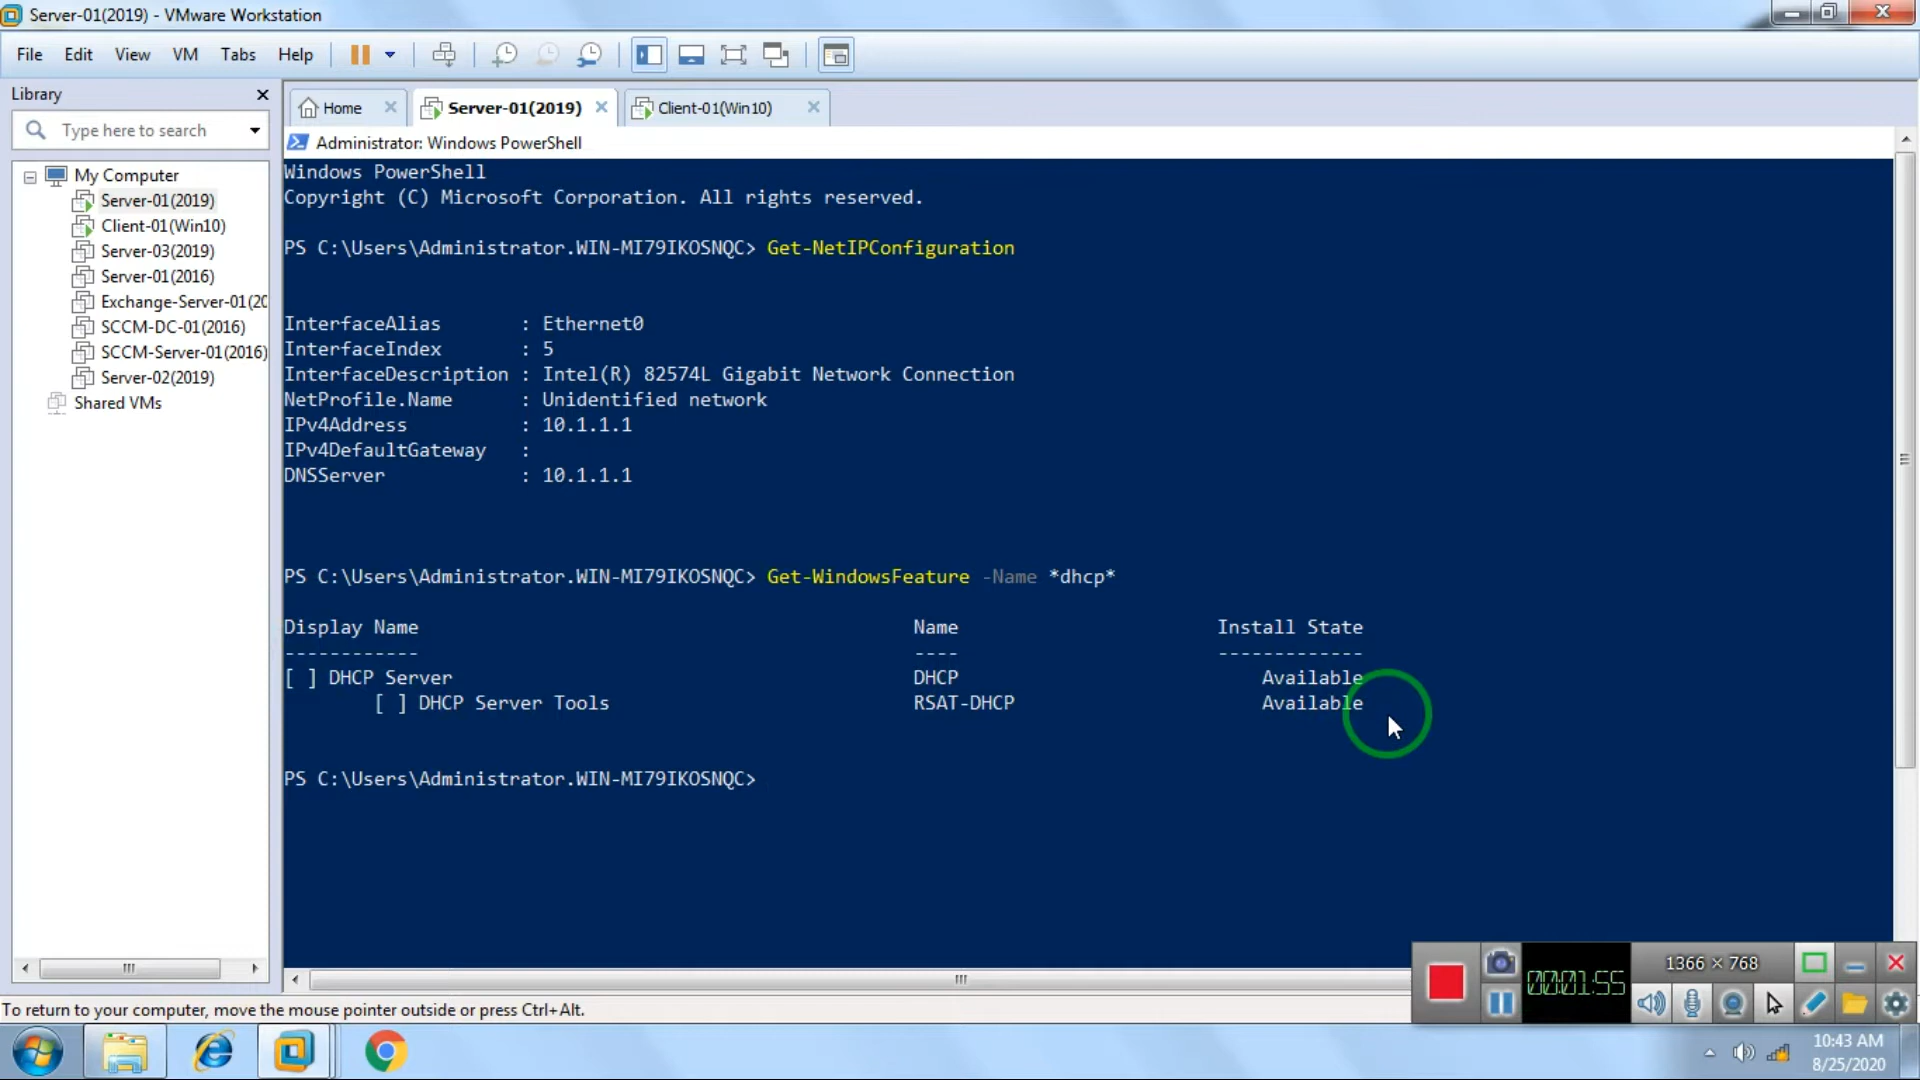 Server-01(2019) - VMware Workstation
File Edit View VM Tabs Help
Library
Type here to search
My Computer
Server-01(2019)
Client-01(Win10)
Server-03(2019)
Server-01(2016)
Exchange-Server-01(20
SCCM-DC-01(2016)
SCCM-Server-01(2016)
Server-02(2019)
Shared VMs
Home Server-01(2019) Client-01(Win10)
Administrator: Windows PowerShell
Windows PowerShell
Copyright (C) Microsoft Corporation. All rights reserved.
PS C:\Users\Administrator.WIN-MI79IKOSNQC> Get-NetIPConfiguration
InterfaceAlias : Ethernet0
InterfaceIndex : 5
InterfaceDescription : Intel(R) 82574L Gigabit Network Connection
NetProfile.Name : Unidentified network
IPv4Address : 10.1.1.1
IPv4DefaultGateway :
DNSServer : 10.1.1.1
PS C:\Users\Administrator.WIN-MI79IKOSNQC> Get-WindowsFeature -Name *dhcp*
Display Name Name Install State
------------ ---- -------------
[ ] DHCP Server DHCP Available
[ ] DHCP Server Tools RSAT-DHCP Available
PS C:\Users\Administrator.WIN-MI79IKOSNQC>
1366 × 768
00:01:55
To return to your computer, move the mouse pointer outside or press Ctrl+Alt.
10:43 AM
8/25/2020